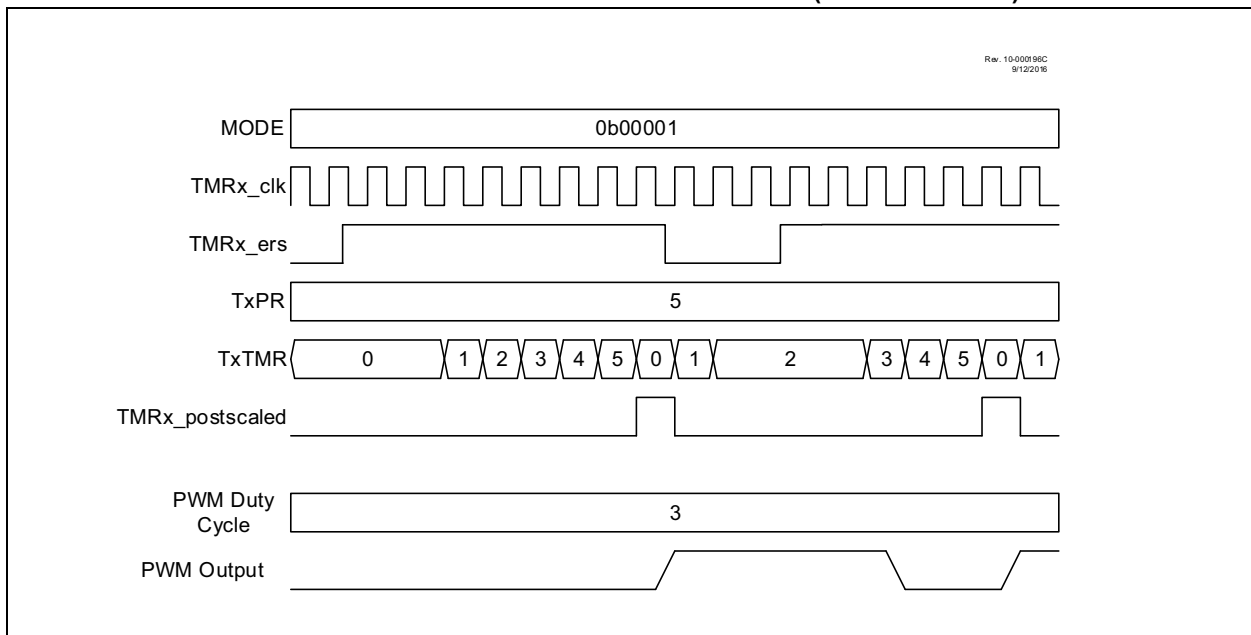 Rev. 10-000196C
9/12/2016
MODE 0b00001
TMRx_clk
TMRx_ers
TxPR 5
TxTMR 0 1 2 3 4 5 0 1 2 3 4 5 0 1
TMRx_postscaled
PWM Duty
Cycle
3
PWM Output